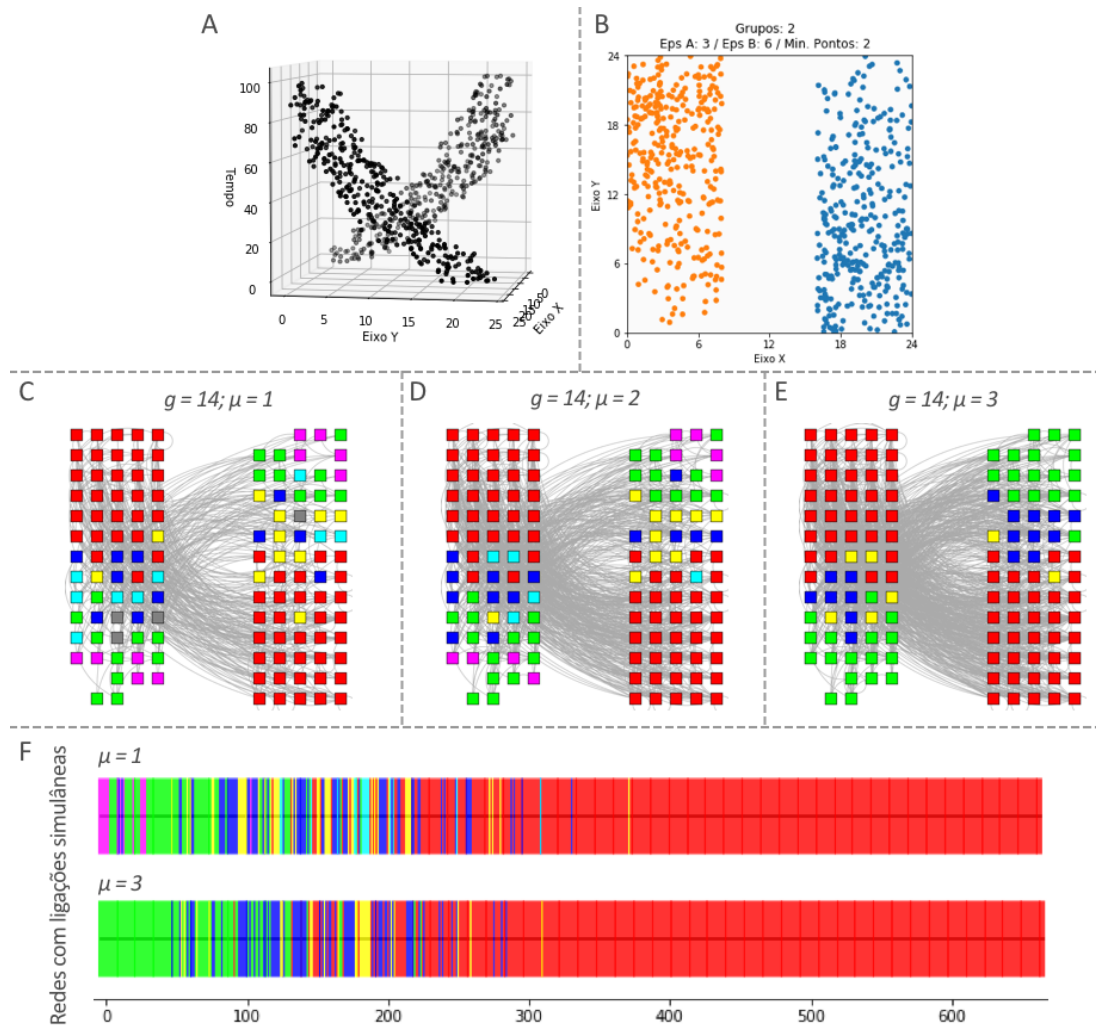 A
100
80
60
40
20
0
Tempo
0 5 10 15 20 25
Eixo Y
Eixo X
B
Grupos: 2
Eps A: 3 / Eps B: 6 / Min. Pontos: 2
24
18
12
6
0
Eixo Y
0 6 12 18 24
Eixo X
C
g = 14; μ = 1
D
g = 14; μ = 2
E
g = 14; μ = 3
F
μ = 1
μ = 3
Redes com ligações simulâneas
0 100 200 300 400 500 600